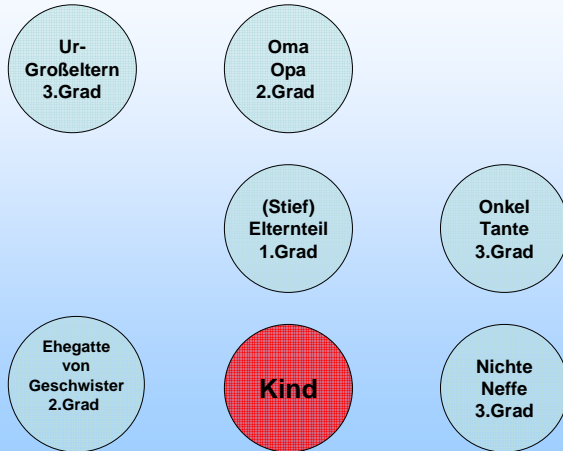 Ur-
Großeltern
3.Grad
Oma
Opa
2.Grad
(Stief)
Elternteil
1.Grad
Onkel
Tante
3.Grad
Ehegatte
von
Geschwister
2.Grad
Kind
Nichte
Neffe
3.Grad